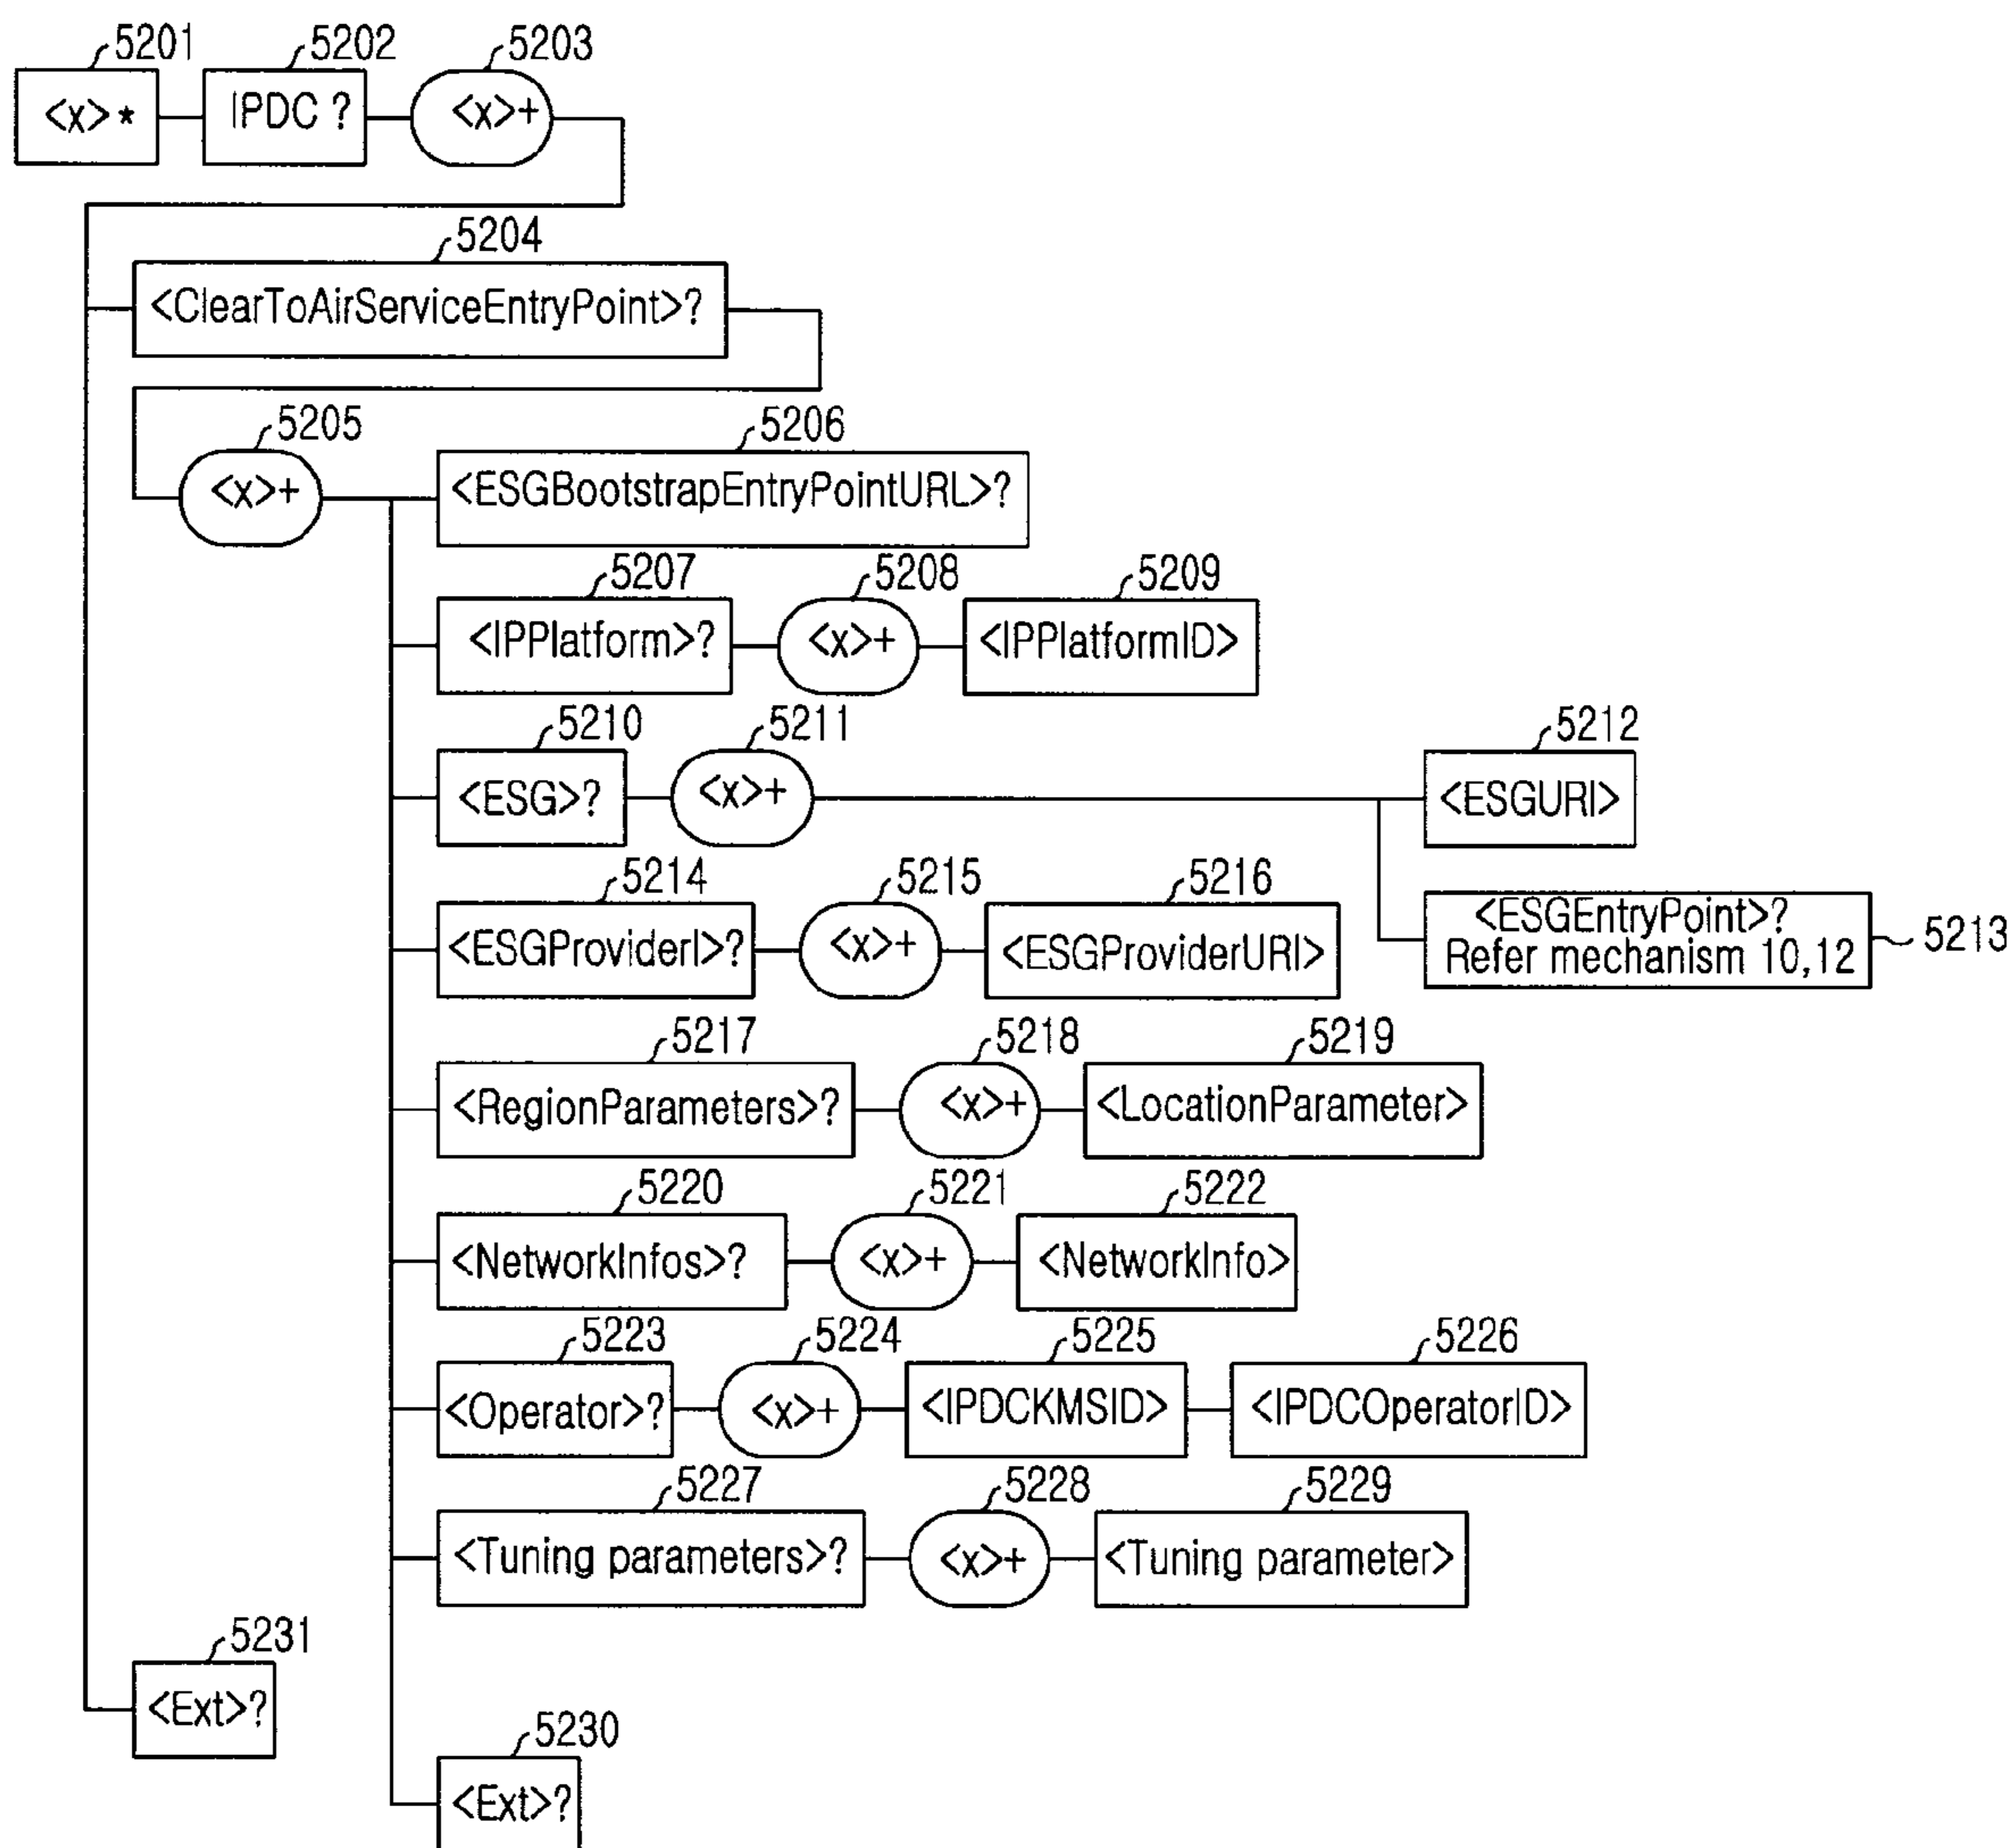 5201
5202
5203
<x>*
IPDC ?
<x>+
5204
<ClearToAirServiceEntryPoint>?
5205
5206
<x>+
<ESGBootstrapEntryPointURL>?
5207
5208
5209
<IPPlatform>?
<x>+
<IPPlatformID>
5210
5211
5212
<ESG>?
<x>+
<ESGURI>
5214
5215
5216
<ESGProviderI>?
<x>+
<ESGProviderURI>
<ESGEntryPoint>?
Refer mechanism 10,12
5213
5217
5218
5219
<RegionParameters>?
<x>+
<LocationParameter>
5220
5221
5222
<NetworkInfos>?
<x>+
<NetworkInfo>
5223
5224
5225
5226
<Operator>?
<x>+
<IPDCKMSID>
<IPDCOperatorID>
5227
5228
5229
<Tuning parameters>?
<x>+
<Tuning parameter>
5231
<Ext>?
5230
<Ext>?